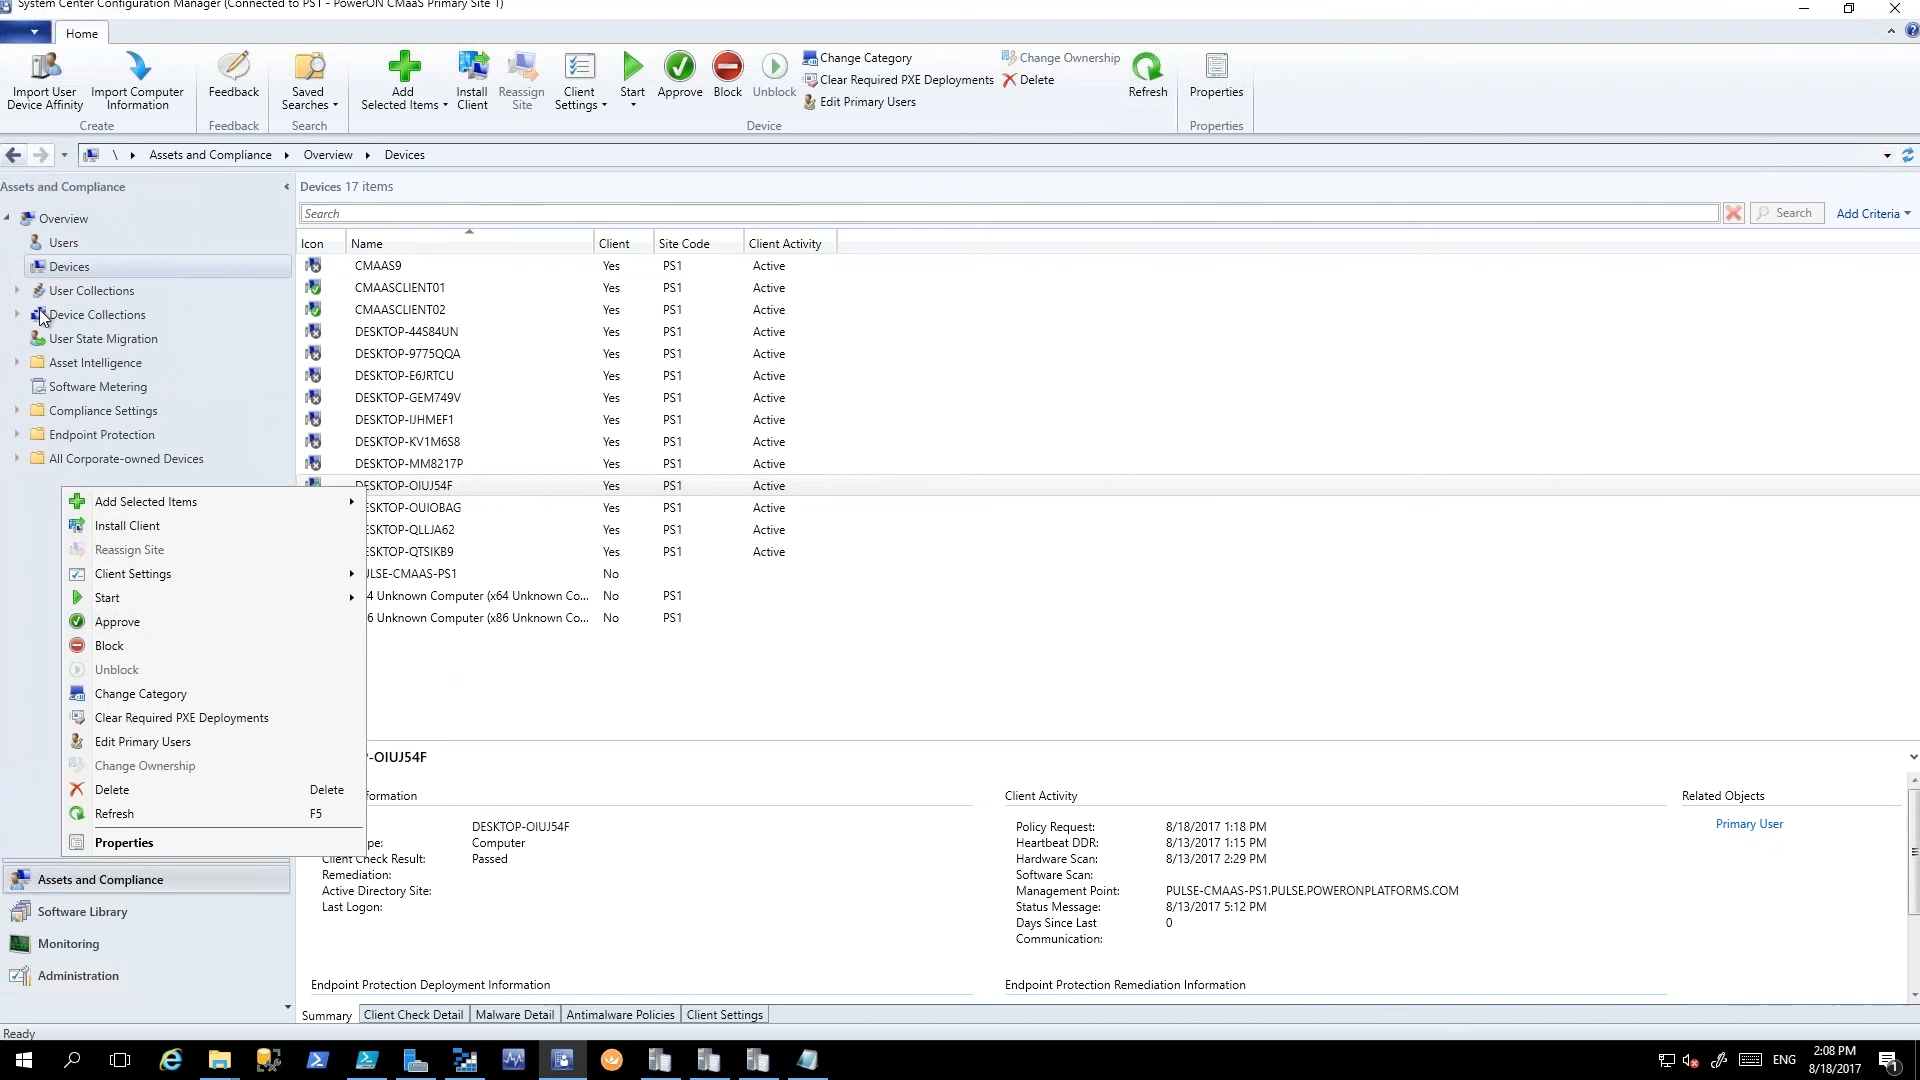 System Center Configuration Manager (Connected to PS1 - PowerON CMaaS Primary Site 1)
Home
Import User Device Affinity
Import Computer Information
Create
Feedback
Feedback
Saved Searches
Search
Add Selected Items
Install Client
Reassign Site
Client Settings
Start
Approve
Block
Unblock
Change Category
Clear Required PXE Deployments
Edit Primary Users
Change Ownership
Delete
Refresh
Device
Properties
Properties
\ Assets and Compliance Overview Devices
Assets and Compliance
Overview
Users
Devices
User Collections
Device Collections
User State Migration
Asset Intelligence
Software Metering
Compliance Settings
Endpoint Protection
All Corporate-owned Devices
Devices 17 items
Search
Search
Add Criteria
Icon Name Client Site Code Client Activity
CMAAS9 Yes PS1 Active
CMAASCLIENT01 Yes PS1 Active
CMAASCLIENT02 Yes PS1 Active
DESKTOP-44S84UN Yes PS1 Active
DESKTOP-9775QQA Yes PS1 Active
DESKTOP-E6JRTCU Yes PS1 Active
DESKTOP-GEM749V Yes PS1 Active
DESKTOP-IJHMEF1 Yes PS1 Active
DESKTOP-KV1M6S8 Yes PS1 Active
DESKTOP-MM8217P Yes PS1 Active
DESKTOP-OIUJ54F Yes PS1 Active
ESKTOP-OUIOBAG Yes PS1 Active
ESKTOP-QLLJA62 Yes PS1 Active
ESKTOP-QTSIKB9 Yes PS1 Active
ULSE-CMAAS-PS1 No
4 Unknown Computer (x64 Unknown Co... No PS1
6 Unknown Computer (x86 Unknown Co... No PS1
Add Selected Items
Install Client
Reassign Site
Client Settings
Start
Approve
Block
Unblock
Change Category
Clear Required PXE Deployments
Edit Primary Users
Change Ownership
Delete Delete
Refresh F5
Properties
-OIUJ54F
formation
DESKTOP-OIUJ54F
pe: Computer
Client Check Result: Passed
Remediation:
Active Directory Site:
Last Logon:
Client Activity
Policy Request: 8/18/2017 1:18 PM
Heartbeat DDR: 8/13/2017 1:15 PM
Hardware Scan: 8/13/2017 2:29 PM
Software Scan:
Management Point: PULSE-CMAAS-PS1.PULSE.POWERONPLATFORMS.COM
Status Message: 8/13/2017 5:12 PM
Days Since Last Communication: 0
Related Objects
Primary User
Endpoint Protection Deployment Information
Endpoint Protection Remediation Information
Summary Client Check Detail Malware Detail Antimalware Policies Client Settings
Assets and Compliance
Software Library
Monitoring
Administration
Ready
ENG
2:08 PM
8/18/2017
1